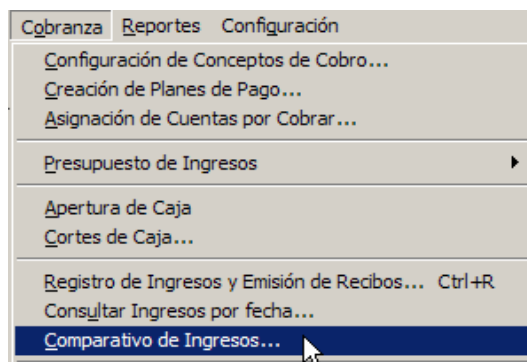 Cobranza Reportes Configuración
Configuración de Conceptos de Cobro...
Creación de Planes de Pago...
Asignación de Cuentas por Cobrar...
Presupuesto de Ingresos
Apertura de Caja
Cortes de Caja...
Registro de Ingresos y Emisión de Recibos... Ctrl+R
Consultar Ingresos por fecha...
Comparativo de Ingresos...